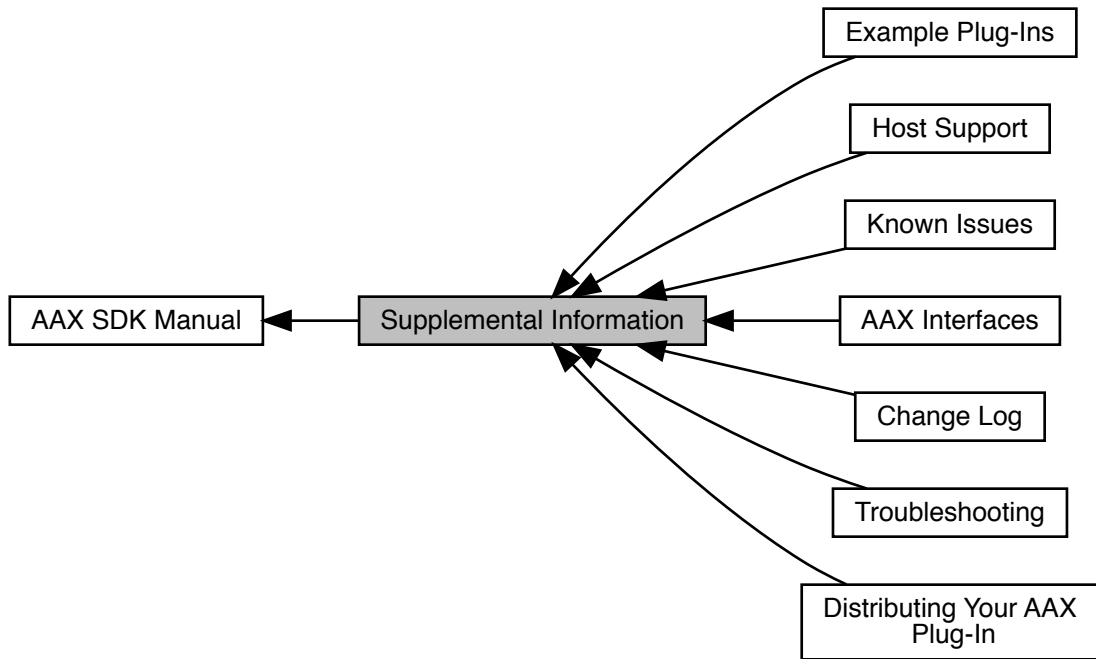 Example Plug-Ins
Host Support
Known Issues
AAX SDK Manual
Supplemental Information
AAX Interfaces
Change Log
Troubleshooting
Distributing Your AAX
Plug-In